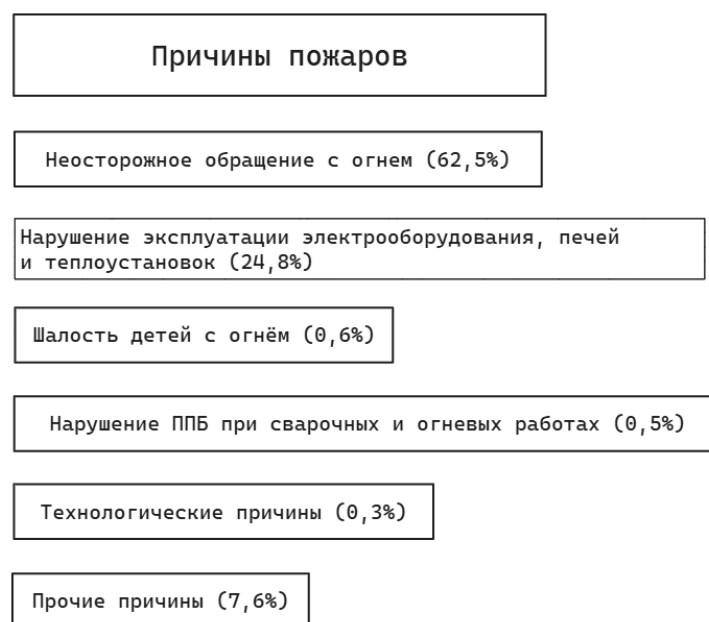 Причины пожаров
Неосторожное обращение с огнем (62,5%)
Нарушение эксплуатации электрооборудования, печей
и теплоустановок (24,8%)
Шалость детей с огнём (0,6%)
Нарушение ППБ при сварочных и огневых работах (0,5%)
Технологические причины (0,3%)
Прочие причины (7,6%)